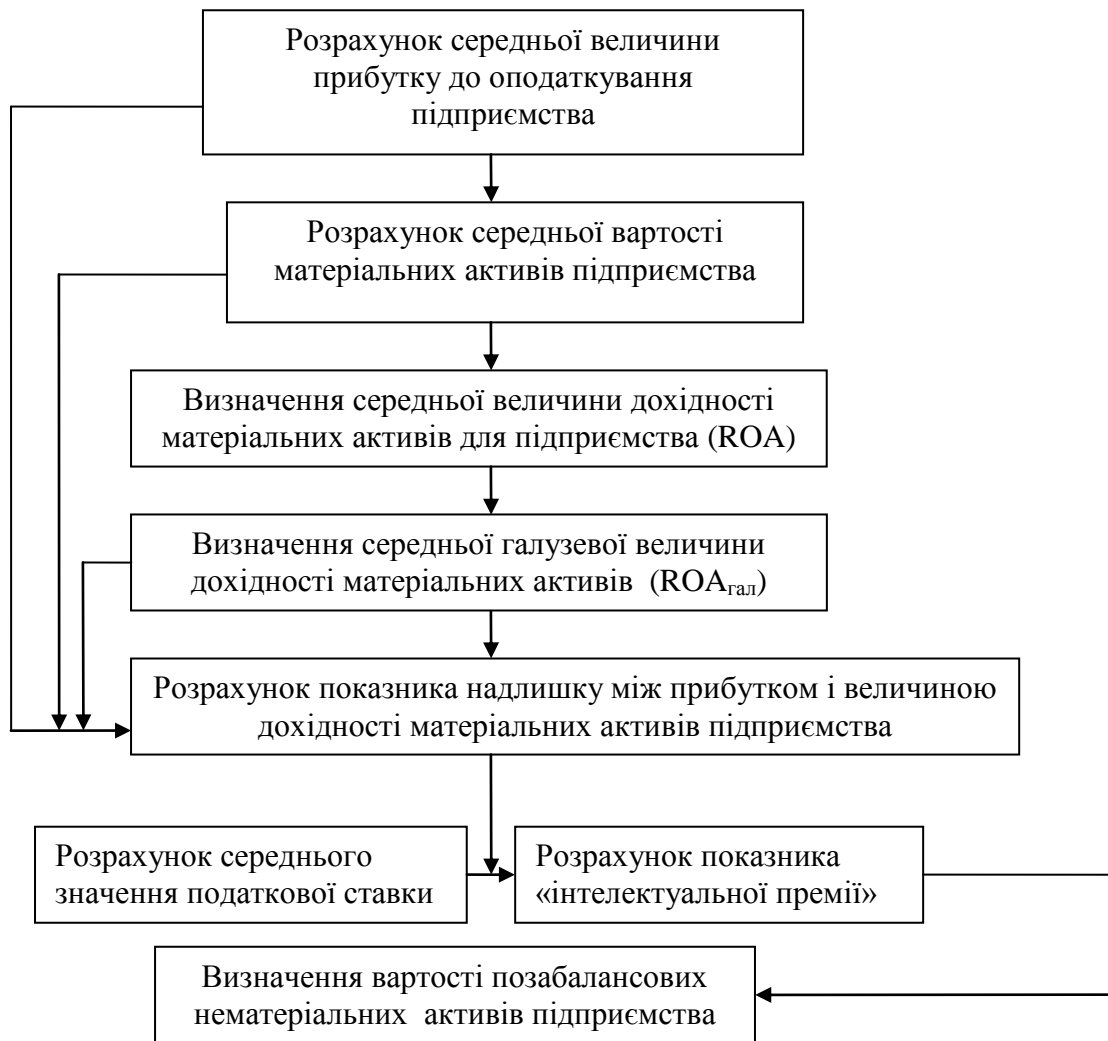 Розрахунок середньої величини
прибутку до оподаткування
підприємства
Розрахунок середньої вартості
матеріальних активів підприємства
Визначення середньої величини дохідності
матеріальних активів для підприємства (ROA)
Визначення середньої галузевої величини
дохідності матеріальних активів (ROAгал)
Розрахунок показника надлишку між прибутком і величиною
дохідності матеріальних активів підприємства
Розрахунок середнього
значення податкової ставки
Розрахунок показника
«інтелектуальної премії»
Визначення вартості позабалансових
нематеріальних активів підприємства